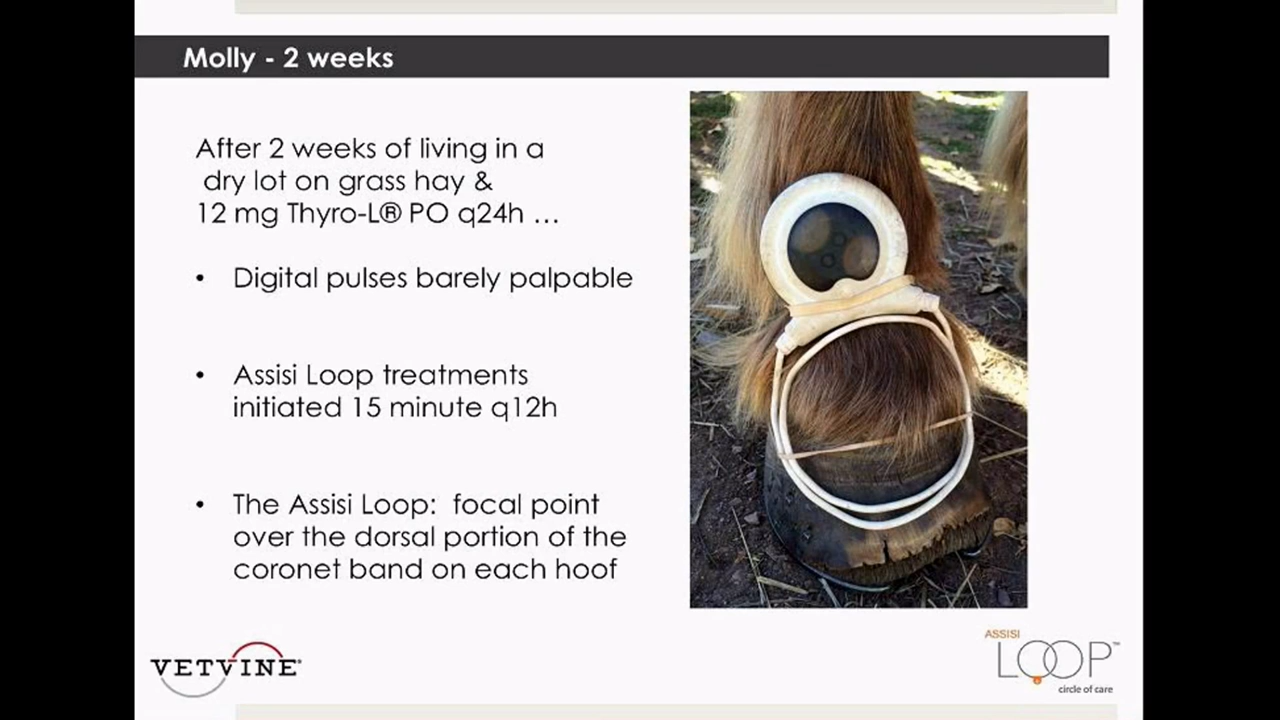 Molly - 2 weeks
After 2 weeks of living in a
dry lot on grass hay &
12 mg Thyro-L® PO q24h …
• Digital pulses barely palpable
• Assisi Loop treatments
initiated 15 minute q12h
• The Assisi Loop:  focal point
over the dorsal portion of the
coronet band on each hoof
VETVINE®
ASSISI
LOOP™
circle of care